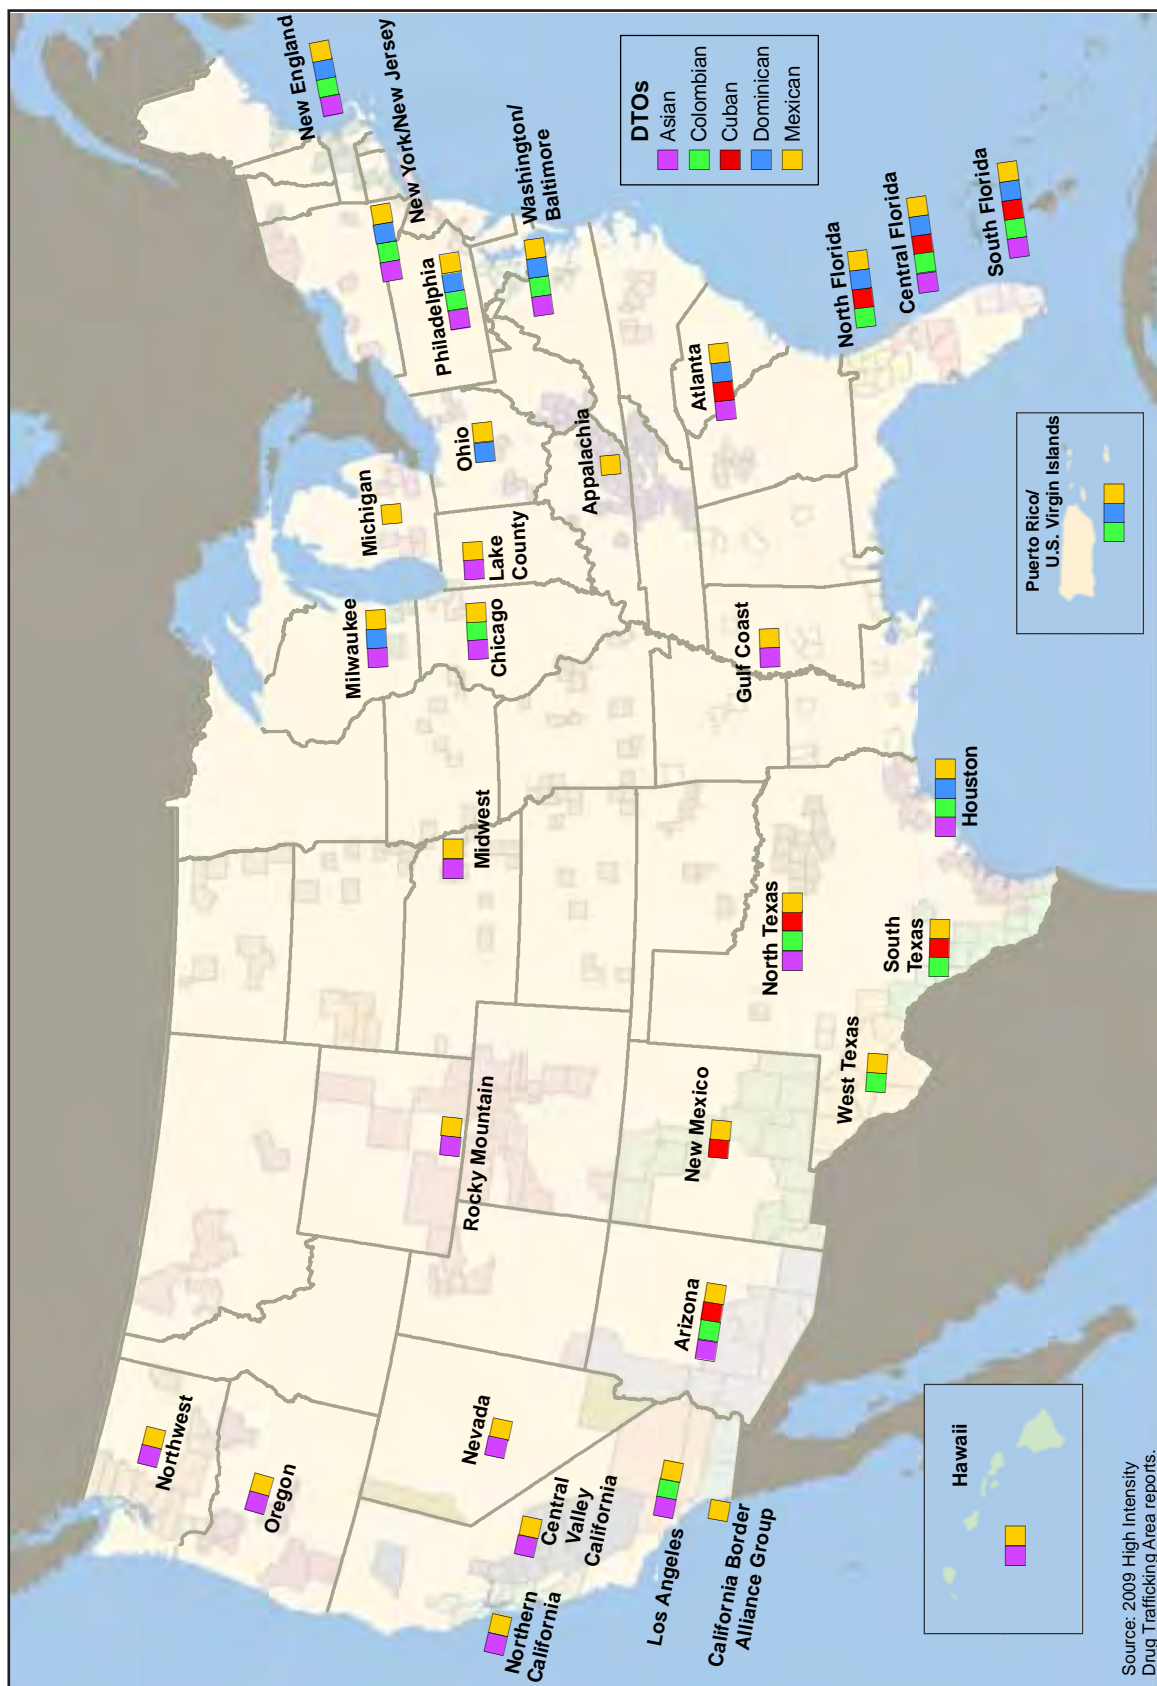 Northwest
Oregon
Nevada
Northern
California
Central
Valley
California
Los Angeles
California Border
Alliance Group
Arizona
Rocky Mountain
New Mexico
West Texas
North Texas
South
Texas
Houston
Midwest
Gulf Coast
Milwaukee
Chicago
Lake
County
Michigan
Ohio
Appalachia
Atlanta
Philadelphia
New England
New York/New Jersey
Washington/
Baltimore
North Florida
Central Florida
South Florida
DTOs
Asian
Colombian
Cuban
Dominican
Mexican
Puerto Rico/
U.S. Virgin Islands
Hawaii
Source: 2009 High Intensity
Drug Trafficking Area reports.